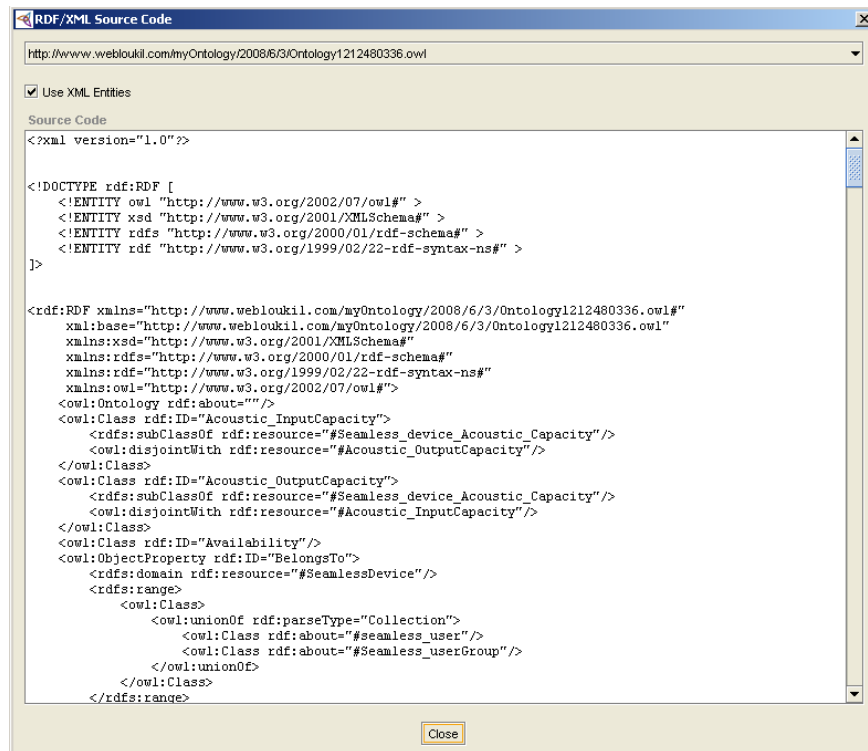 RDF/XML Source Code
http://www.webloukil.com/myOntology/2008/6/3/Ontology1212480336.owl
Use XML Entities
Source Code
<?xml version="1.0"?>
<!DOCTYPE rdf:RDF [
    <!ENTITY owl "http://www.w3.org/2002/07/owl#" >
    <!ENTITY xsd "http://www.w3.org/2001/XMLSchema#" >
    <!ENTITY rdfs "http://www.w3.org/2000/01/rdf-schema#" >
    <!ENTITY rdf "http://www.w3.org/1999/02/22-rdf-syntax-ns#" >
]>
<rdf:RDF xmlns="http://www.webloukil.com/myOntology/2008/6/3/Ontology1212480336.owl#"
     xml:base="http://www.webloukil.com/myOntology/2008/6/3/Ontology1212480336.owl"
     xmlns:xsd="http://www.w3.org/2001/XMLSchema#"
     xmlns:rdfs="http://www.w3.org/2000/01/rdf-schema#"
     xmlns:rdf="http://www.w3.org/1999/02/22-rdf-syntax-ns#"
     xmlns:owl="http://www.w3.org/2002/07/owl#">
    <owl:Ontology rdf:about=""/>
    <owl:Class rdf:ID="Acoustic_InputCapacity">
        <rdfs:subClassOf rdf:resource="#Seamless_device_Acoustic_Capacity"/>
        <owl:disjointWith rdf:resource="#Acoustic_OutputCapacity"/>
    </owl:Class>
    <owl:Class rdf:ID="Acoustic_OutputCapacity">
        <rdfs:subClassOf rdf:resource="#Seamless_device_Acoustic_Capacity"/>
        <owl:disjointWith rdf:resource="#Acoustic_InputCapacity"/>
    </owl:Class>
    <owl:Class rdf:ID="Availability"/>
    <owl:ObjectProperty rdf:ID="BelongsTo">
        <rdfs:domain rdf:resource="#SeamlessDevice"/>
        <rdfs:range>
            <owl:Class>
                <owl:unionOf rdf:parseType="Collection">
                    <owl:Class rdf:about="#seamless_user"/>
                    <owl:Class rdf:about="#Seamless_userGroup"/>
                </owl:unionOf>
            </owl:Class>
        </rdfs:range>
Close